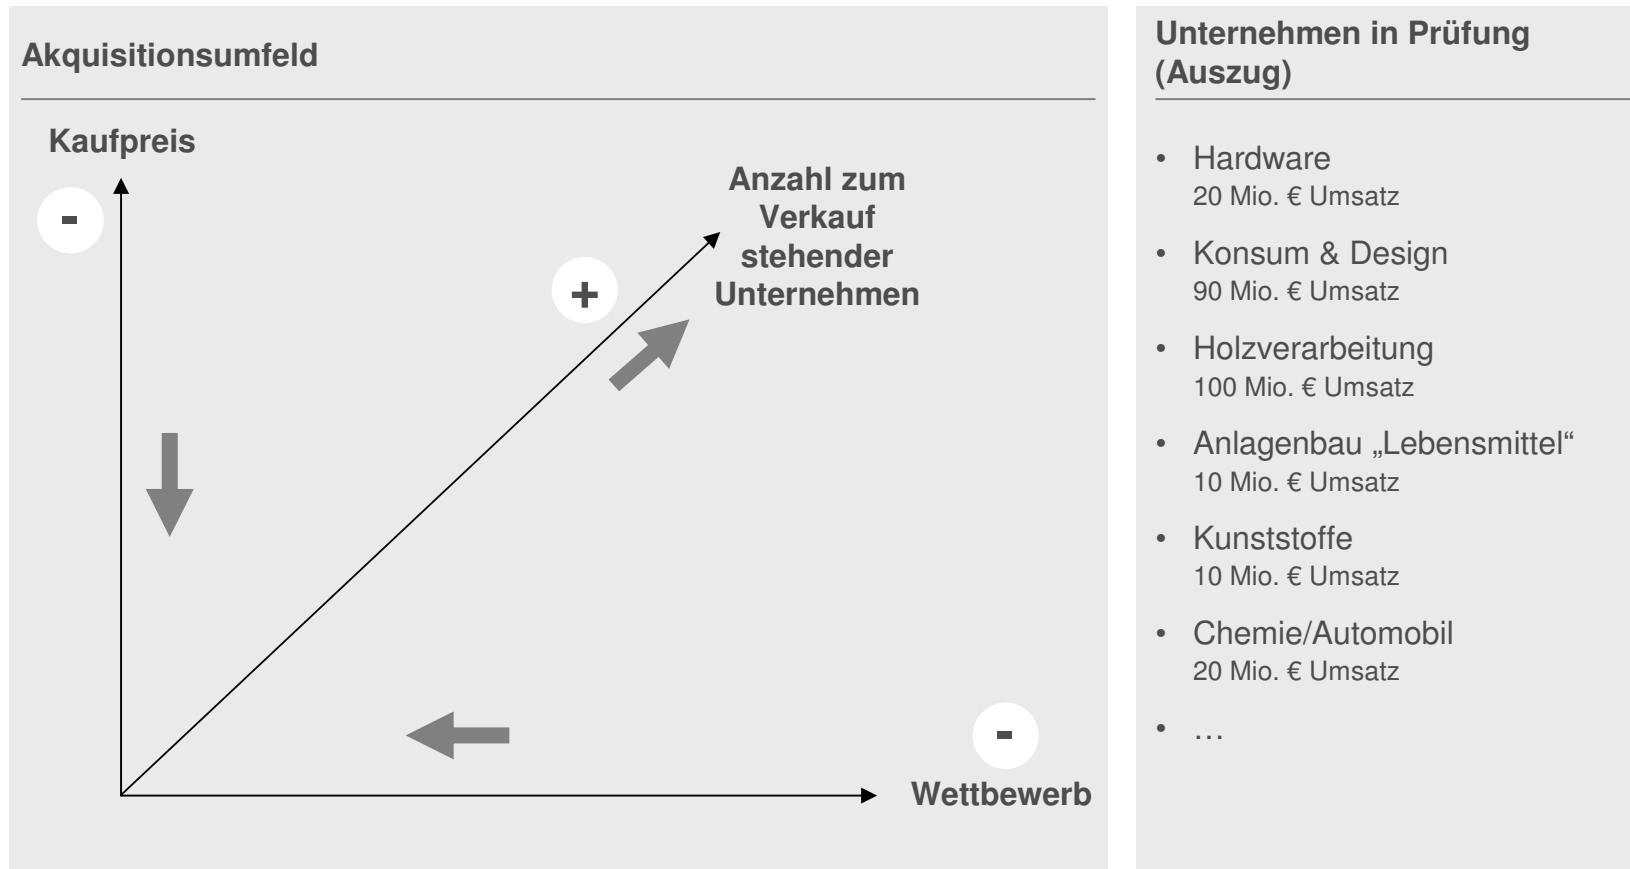 Akquisitionsumfeld
Kaufpreis
-
Anzahl zum
Verkauf
stehender
Unternehmen
+
-
Wettbewerb
Unternehmen in Prüfung
(Auszug)
• Hardware
20 Mio. € Umsatz
• Konsum & Design
90 Mio. € Umsatz
• Holzverarbeitung
100 Mio. € Umsatz
• Anlagenbau „Lebensmittel“
10 Mio. € Umsatz
• Kunststoffe
10 Mio. € Umsatz
• Chemie/Automobil
20 Mio. € Umsatz
• …